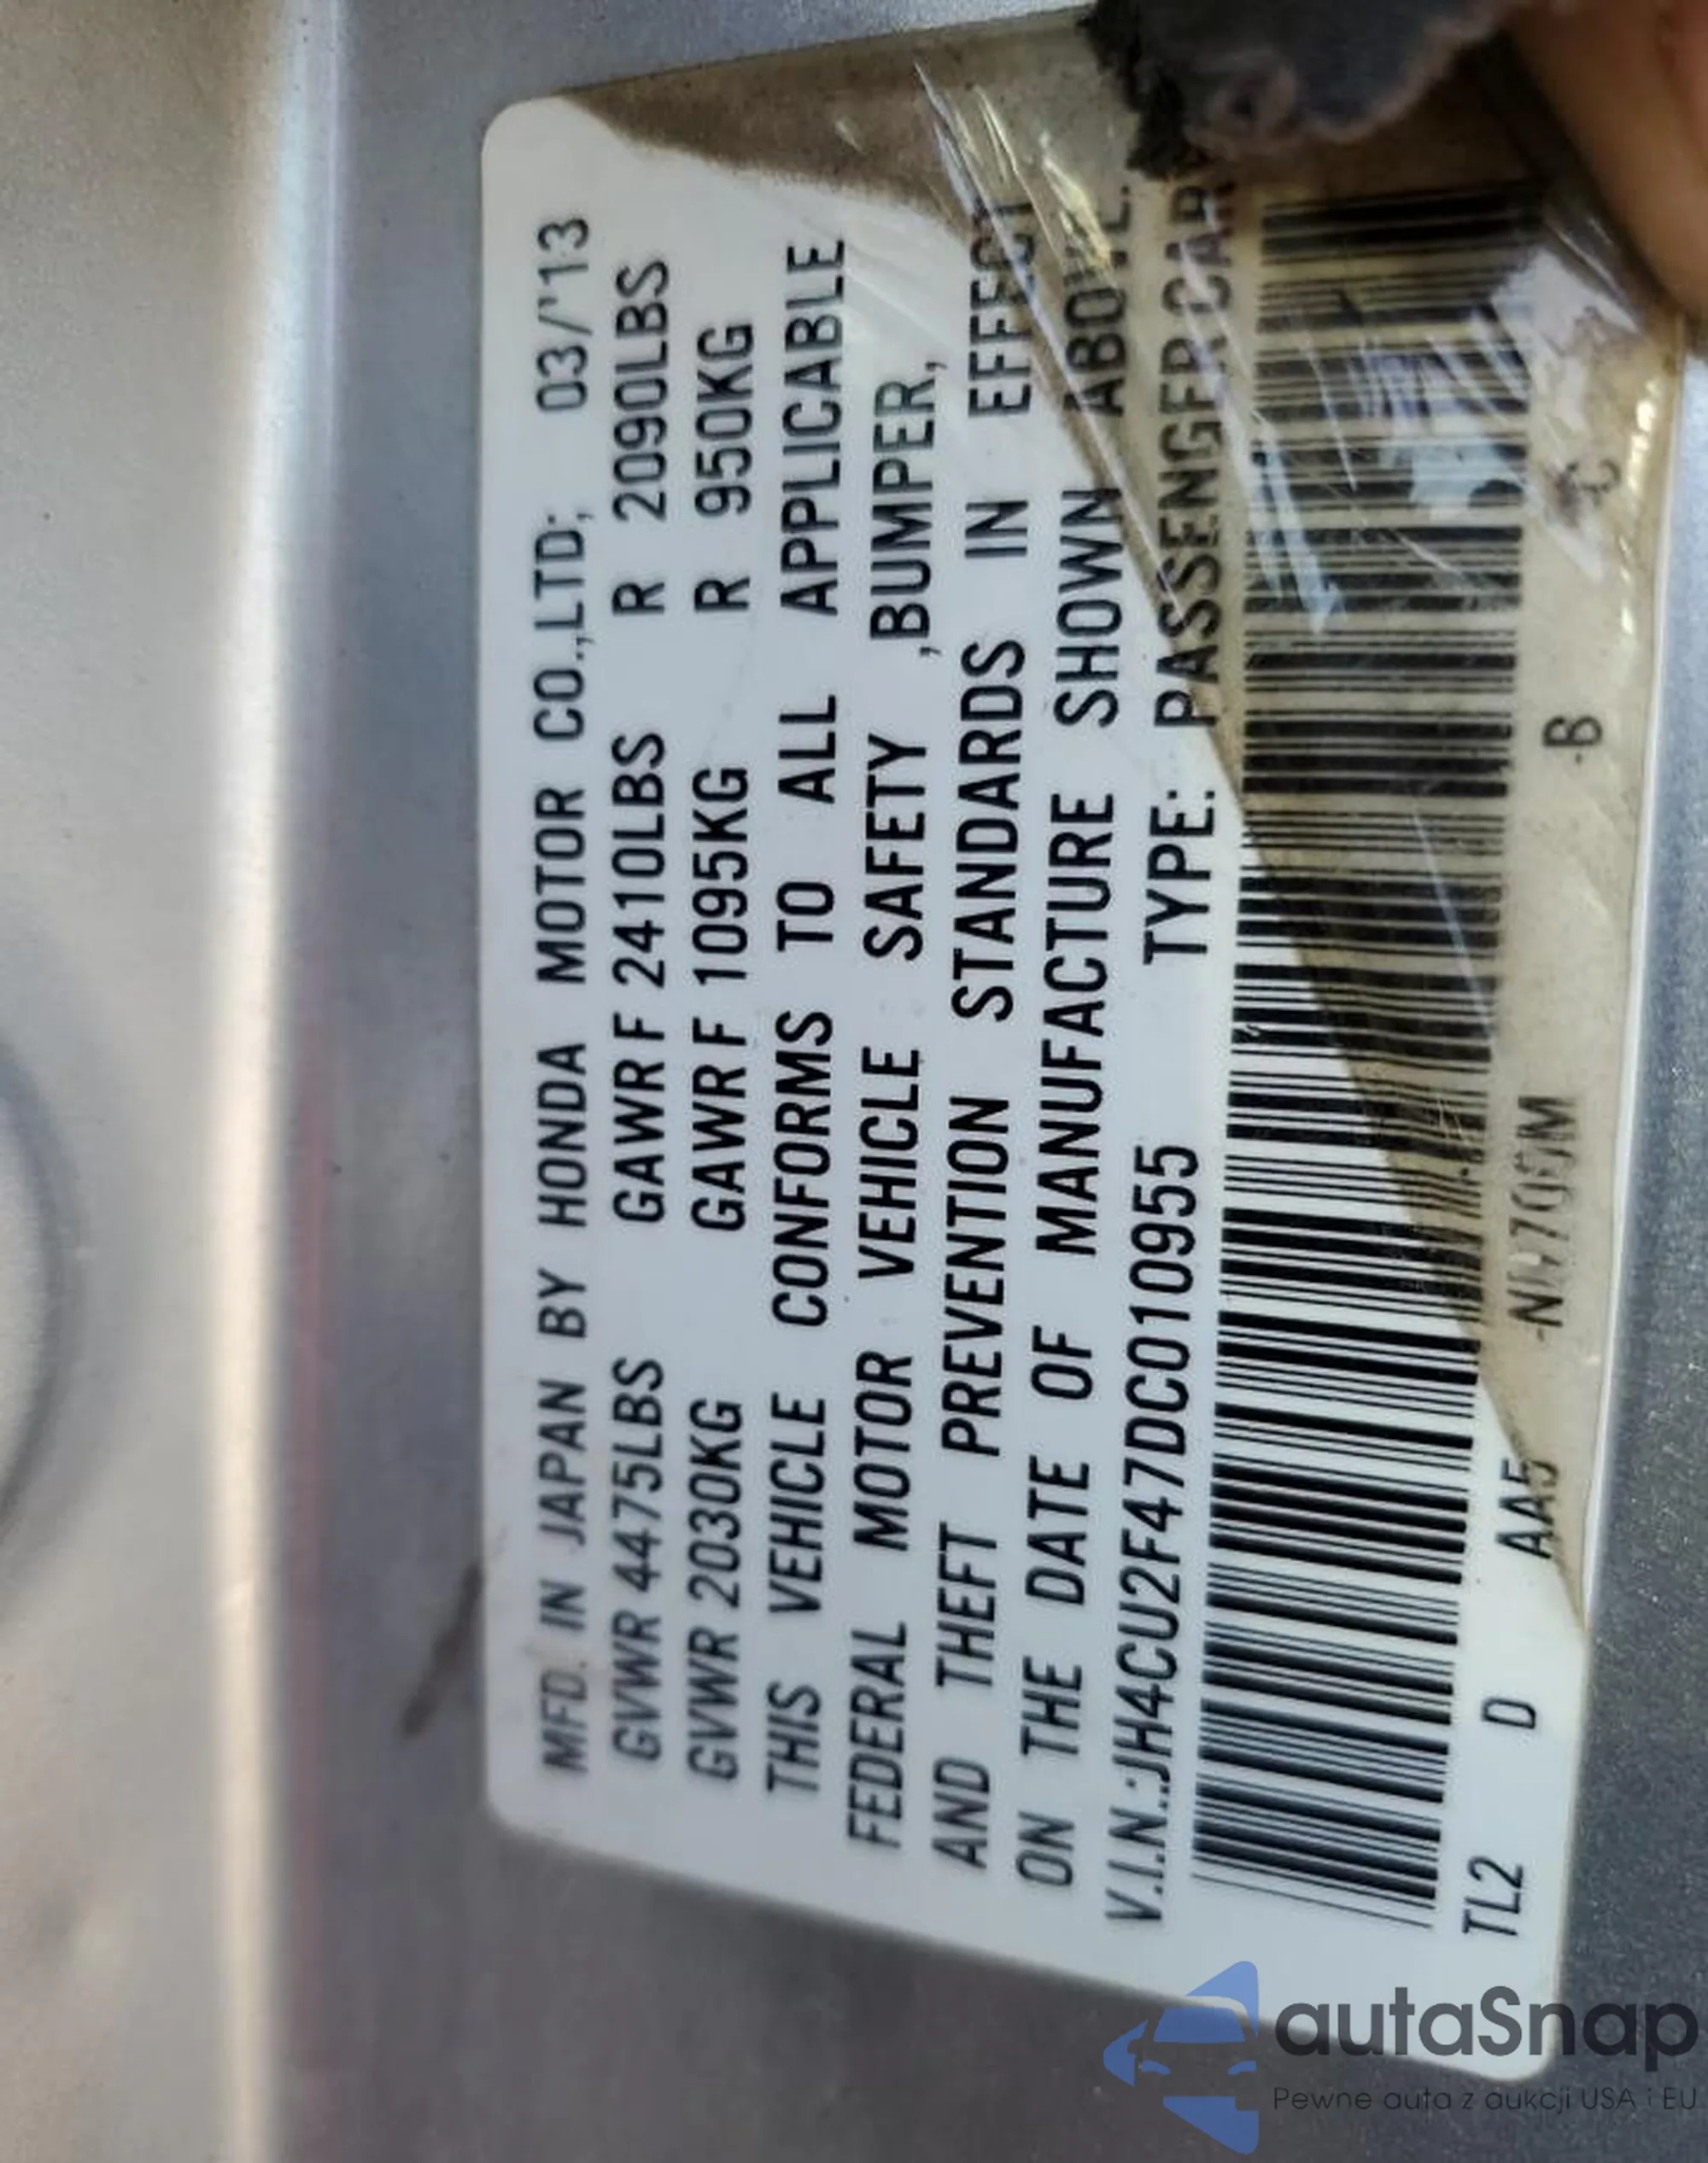 MFD. IN JAPAN BY HONDA MOTOR CO.,LTD; 03/'13
GVWR 4475LBS GAWR F 2410LBS R 2090LBS
GVWR 2030KG GAWR F 1095KG R 950KG
THIS VEHICLE CONFORMS TO ALL APPLICABLE
FEDERAL MOTOR VEHICLE SAFETY ,BUMPER,
AND THEFT PREVENTION STANDARDS IN EFFECT
ON THE DATE OF MANUFACTURE SHOWN ABOVE.
V.I.N.:JH4CU2F47DC010955 TYPE: PASSENGER CAR
TL2 D AA5 -B -C
autaSnap
Pewne auta z aukcji USA i EU